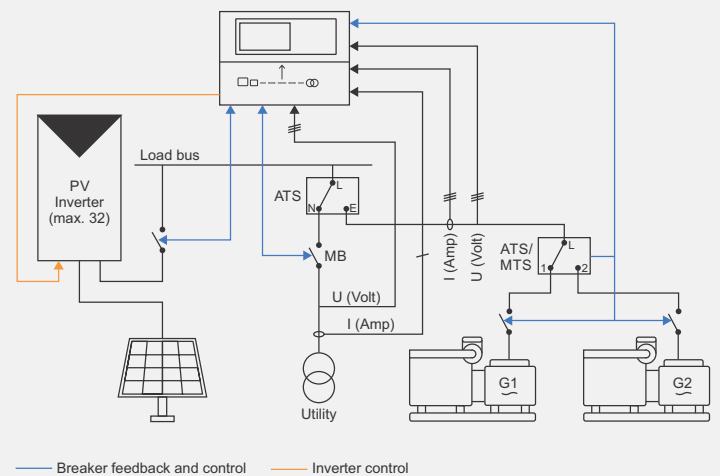 Load bus
PV
Inverter
(max. 32)
ATS
L
N
E
MB
U (Volt)
I (Amp)
Utility
I (Amp)
U (Volt)
ATS/
MTS
L
1
2
G1
G2
Breaker feedback and control
Inverter control